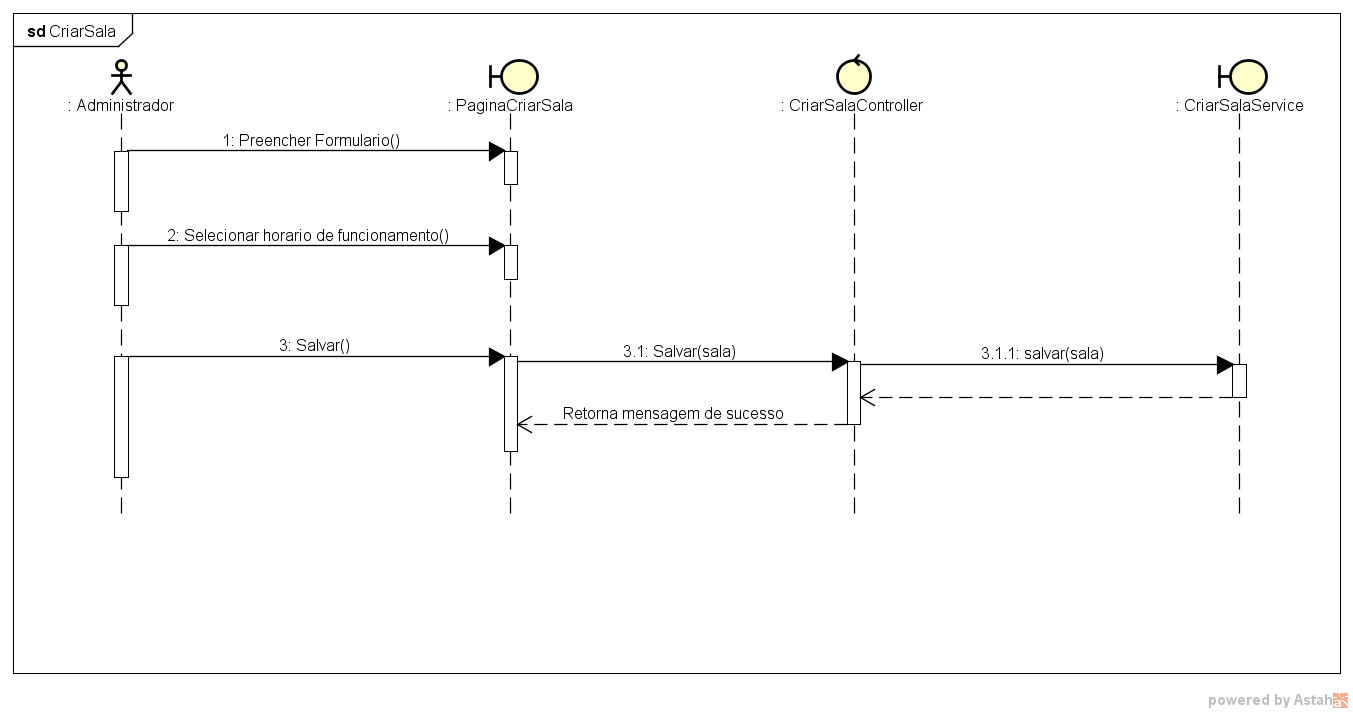 sd CriarSala
: Administrador
: PaginaCriarSala
: CriarSalaController
: CriarSalaService
1: Preencher Formulario()
2: Selecionar horario de funcionamento()
3: Salvar()
3.1: Salvar(sala)
3.1.1: salvar(sala)
Retorna mensagem de sucesso
powered by Astah